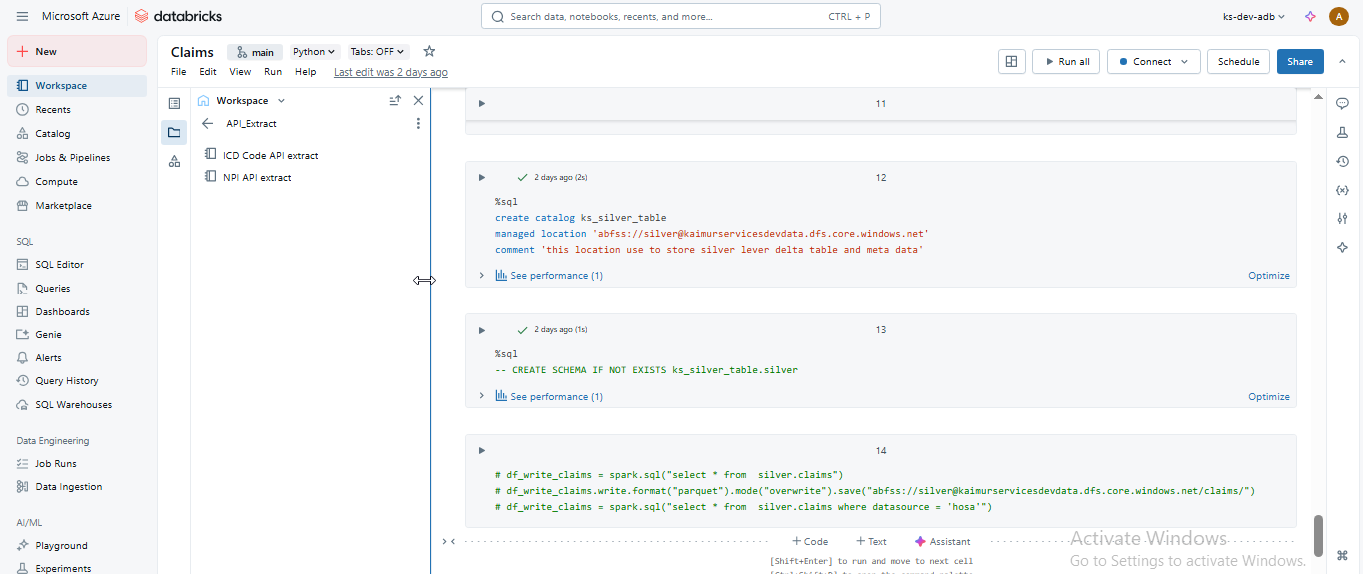 Microsoft Azure
databricks
Search data, notebooks, recents, and more...
CTRL + P
ks-dev-adb
A
New
Workspace
Recents
Catalog
Jobs & Pipelines
Compute
Marketplace
SQL
SQL Editor
Queries
Dashboards
Genie
Alerts
Query History
SQL Warehouses
Data Engineering
Job Runs
Data Ingestion
AI/ML
Playground
Experiments
Claims
main
Python
Tabs: OFF
File Edit View Run Help Last edit was 2 days ago
Run all
Connect
Schedule
Share
Workspace
API_Extract
ICD Code API extract
NPI API extract
11
2 days ago (2s)
12
%sql
create catalog ks_silver_table
managed location 'abfss://silver@kaimurservicesdevdata.dfs.core.windows.net'
comment 'this location use to store silver lever delta table and meta data'
See performance (1)
Optimize
2 days ago (1s)
13
%sql
-- CREATE SCHEMA IF NOT EXISTS ks_silver_table.silver
See performance (1)
Optimize
14
# df_write_claims = spark.sql("select * from  silver.claims")
# df_write_claims.write.format("parquet").mode("overwrite").save("abfss://silver@kaimurservicesdevdata.dfs.core.windows.net/claims/")
# df_write_claims = spark.sql("select * from  silver.claims where datasource = 'hosa'")
+ Code + Text Assistant
[Shift+Enter] to run and move to next cell
Activate Windows
Go to Settings to activate Windows.